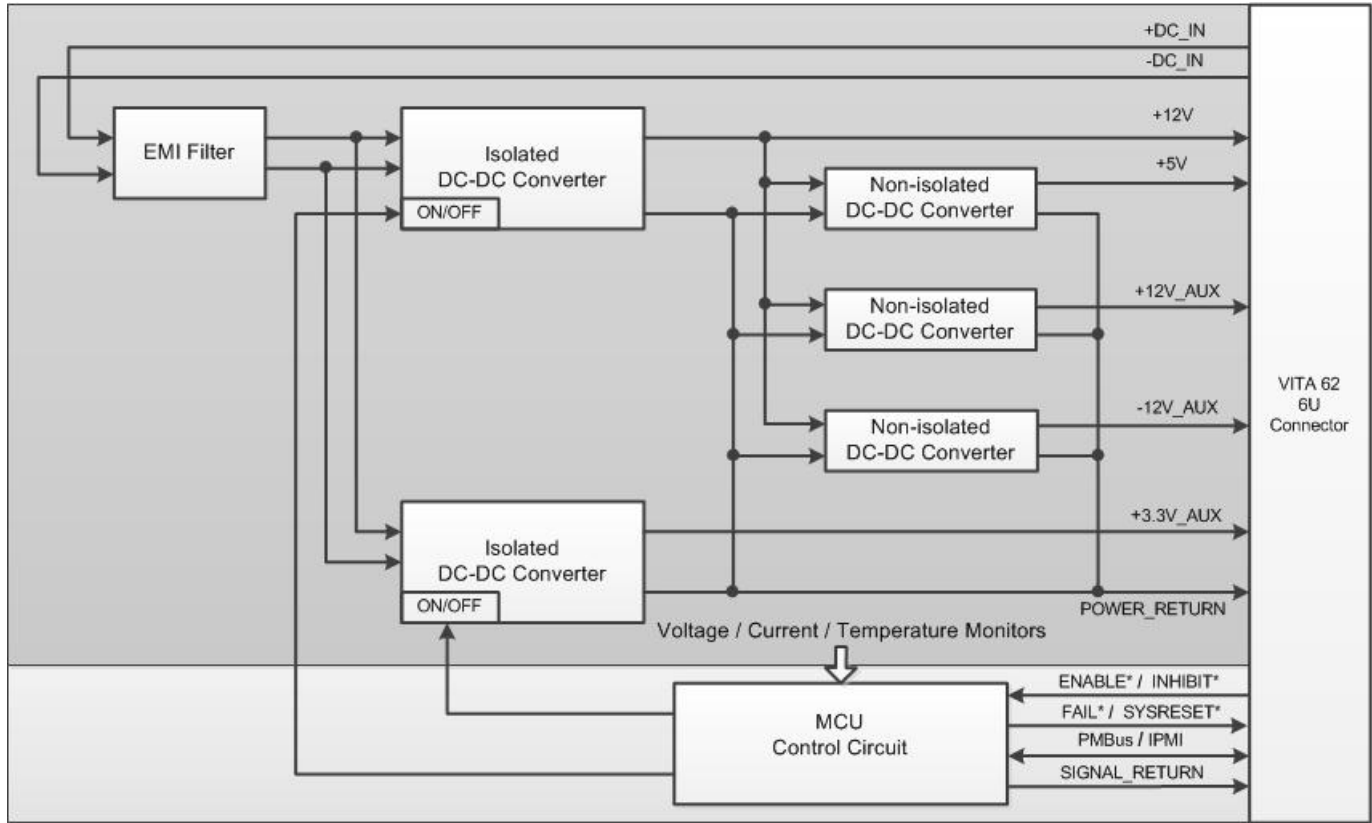 +DC_IN
-DC_IN
EMI Filter
Isolated
DC-DC Converter
ON/OFF
+12V
+5V
Non-isolated
DC-DC Converter
+12V_AUX
Non-isolated
DC-DC Converter
-12V_AUX
Non-isolated
DC-DC Converter
VITA 62
6U
Connector
+3.3V_AUX
Isolated
DC-DC Converter
ON/OFF
POWER_RETURN
Voltage / Current / Temperature Monitors
MCU
Control Circuit
ENABLE* / INHIBIT*
FAIL* / SYSRESET*
PMBus / IPMI
SIGNAL_RETURN